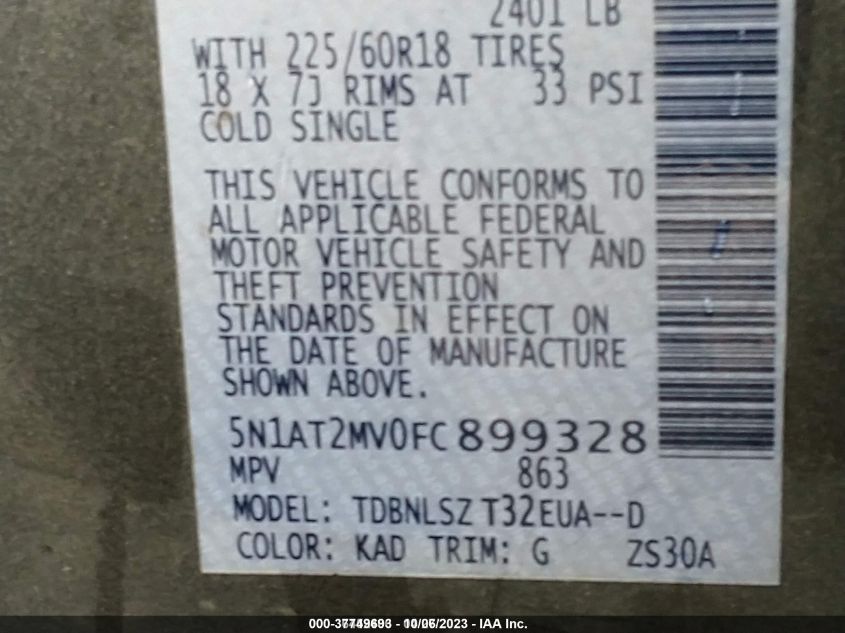 2401 LB
WITH 225/60R18 TIRES
18 X 7J RIMS AT 33 PSI
COLD SINGLE
THIS VEHICLE CONFORMS TO
ALL APPLICABLE FEDERAL
MOTOR VEHICLE SAFETY AND
THEFT PREVENTION
STANDARDS IN EFFECT ON
THE DATE OF MANUFACTURE
SHOWN ABOVE.
5N1AT2MV0FC899328
MPV 863
MODEL: TDBNLSZ T32EUA--D
COLOR: KAD TRIM: G ZS30A
10/06/2023 - IAA Inc.